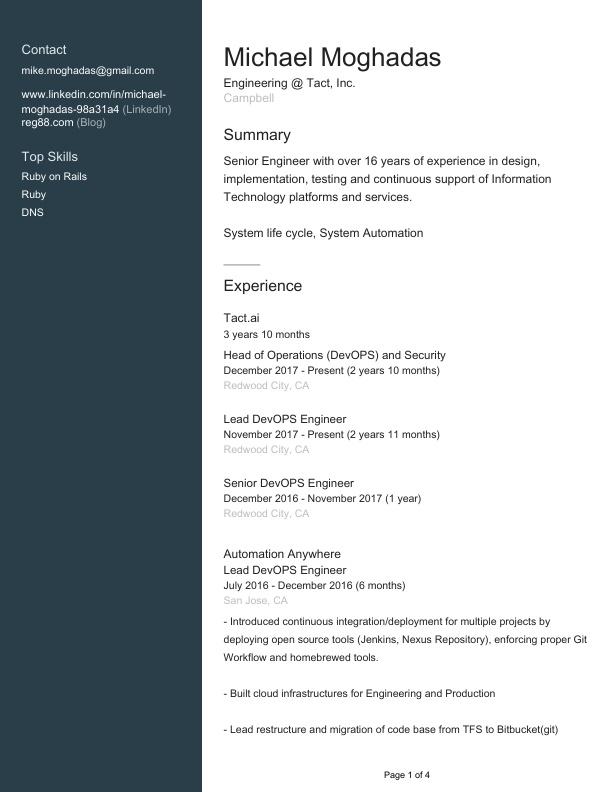 Contact
mike.moghadas@gmail.com
www.linkedin.com/in/michael-
moghadas-98a31a4 (LinkedIn)
reg88.com (Blog)
Top Skills
Ruby on Rails
Ruby
DNS
Michael Moghadas
Engineering @ Tact, Inc.
Campbell
Summary
Senior Engineer with over 16 years of experience in design,
implementation, testing and continuous support of Information
Technology platforms and services.
System life cycle, System Automation
Experience
Tact.ai
3 years 10 months
Head of Operations (DevOPS) and Security
December 2017 - Present (2 years 10 months)
Redwood City, CA
Lead DevOPS Engineer
November 2017 - Present (2 years 11 months)
Redwood City, CA
Senior DevOPS Engineer
December 2016 - November 2017 (1 year)
Redwood City, CA
Automation Anywhere
Lead DevOPS Engineer
July 2016 - December 2016 (6 months)
San Jose, CA
- Introduced continuous integration/deployment for multiple projects by
deploying open source tools (Jenkins, Nexus Repository), enforcing proper Git
Workflow and homebrewed tools.
- Built cloud infrastructures for Engineering and Production
- Lead restructure and migration of code base from TFS to Bitbucket(git)
Page 1 of 4